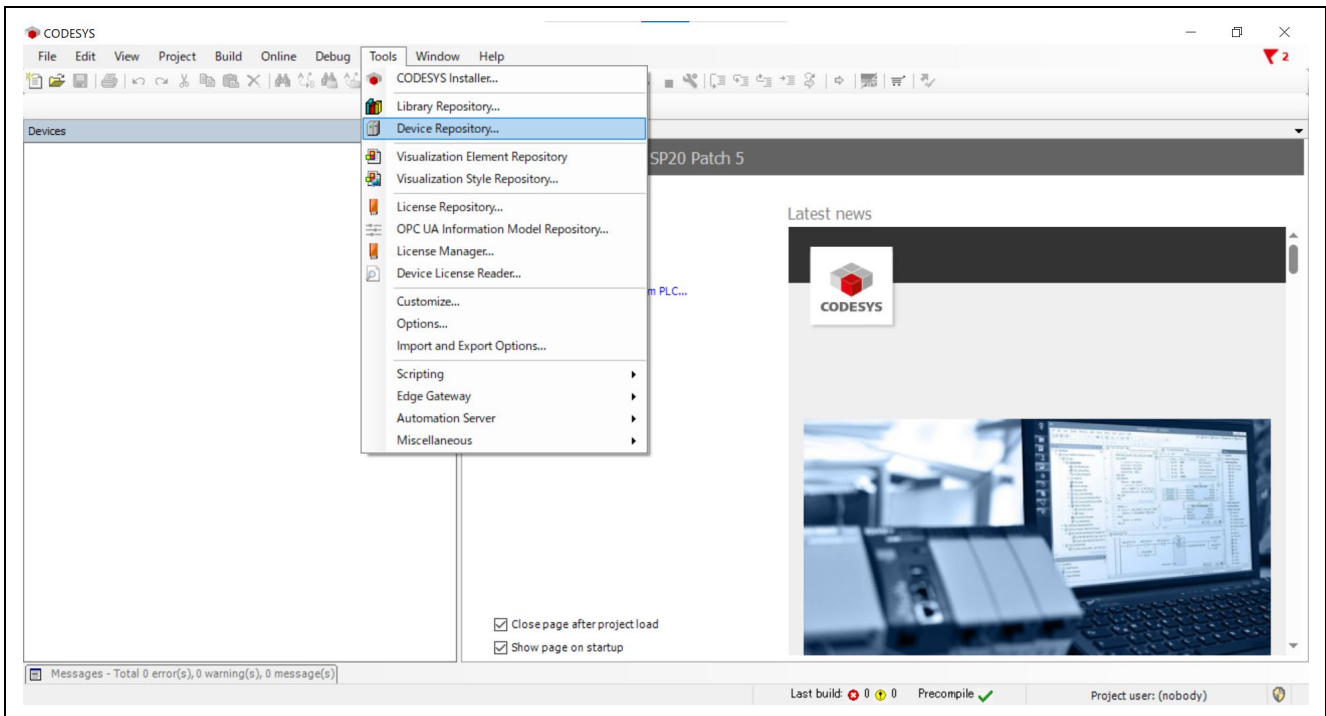 CODESYS
File Edit View Project Build Online Debug Tools Window Help
2
CODESYS Installer...
Library Repository...
Devices
Device Repository...
Visualization Element Repository
SP20 Patch 5
Visualization Style Repository...
License Repository...
Latest news
OPC UA Information Model Repository...
License Manager...
Device License Reader...
m PLC...
Customize...
CODESYS
Options...
Import and Export Options...
Scripting
Edge Gateway
Automation Server
Miscellaneous
Close page after project load
Show page on startup
Messages - Total 0 error(s), 0 warning(s), 0 message(s)
Last build: 0 0 Precompile Project user: (nobody)